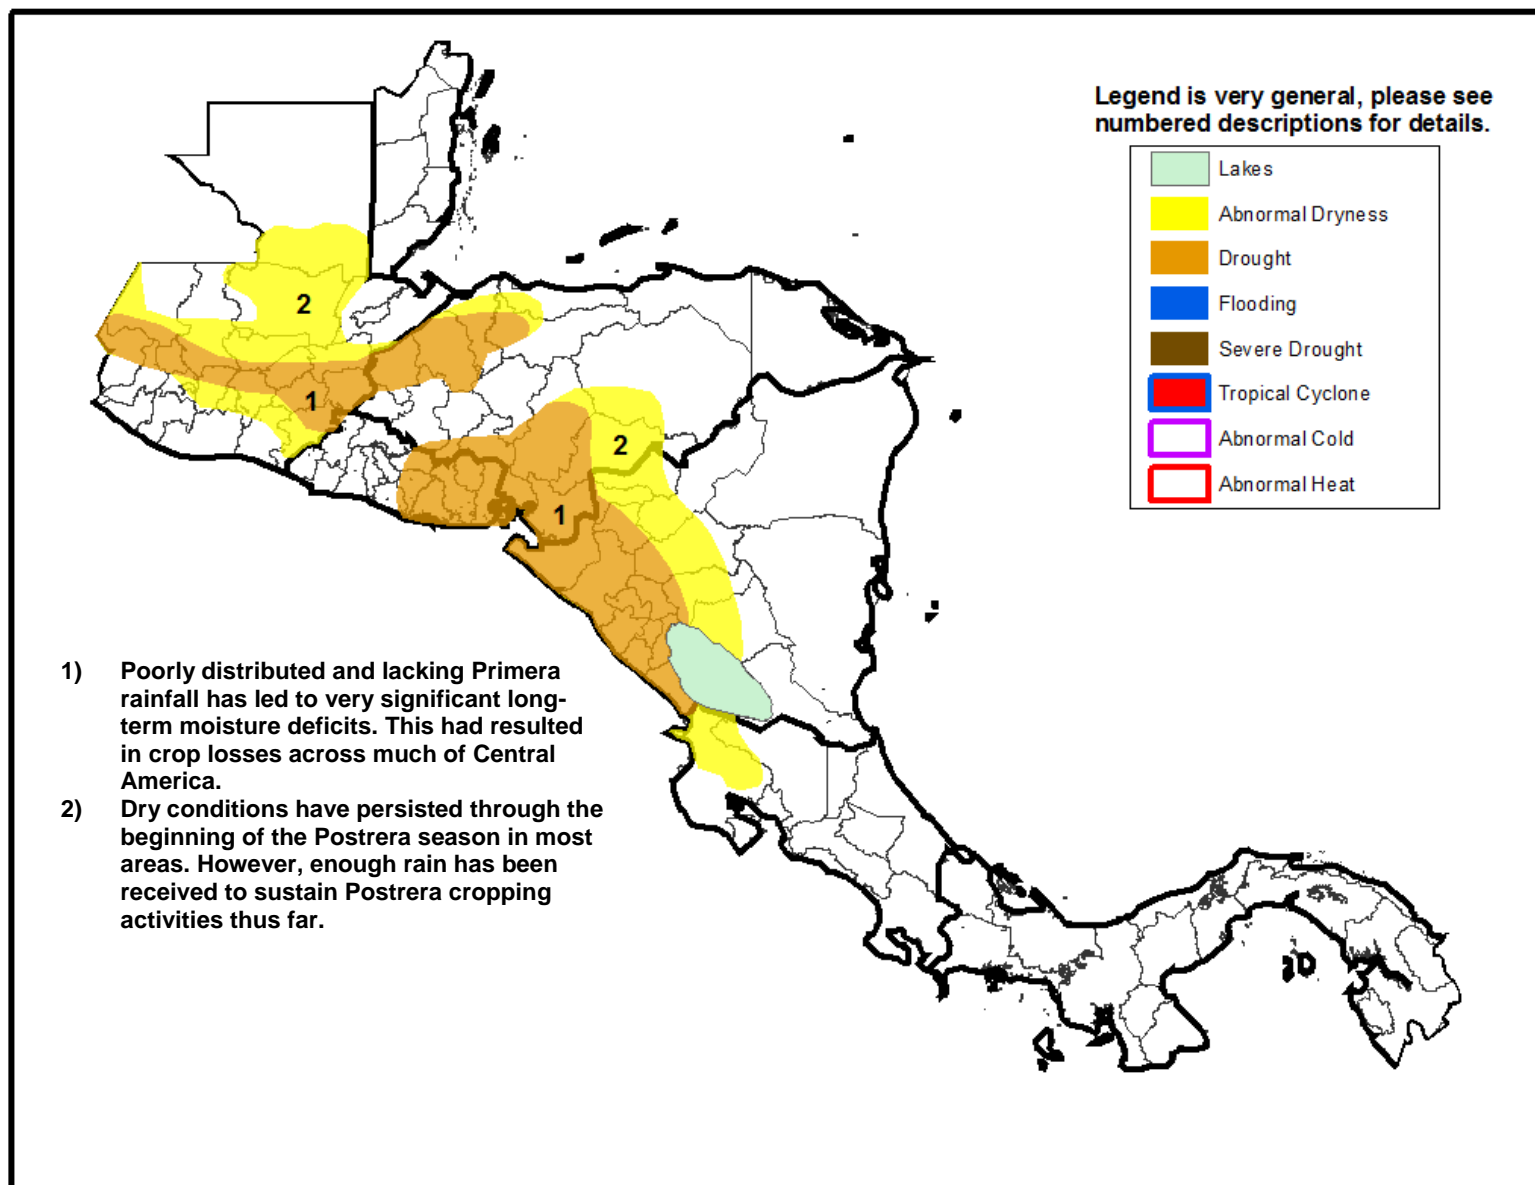 Legend is very general, please see
numbered descriptions for details.
Lakes
Abnormal Dryness
Drought
Flooding
Severe Drought
Tropical Cyclone
Abnormal Cold
Abnormal Heat
2
1
2
1
1) Poorly distributed and lacking Primera
rainfall has led to very significant long-
term moisture deficits. This had resulted
in crop losses across much of Central
America.
2) Dry conditions have persisted through the
beginning of the Postrera season in most
areas. However, enough rain has been
received to sustain Postrera cropping
activities thus far.